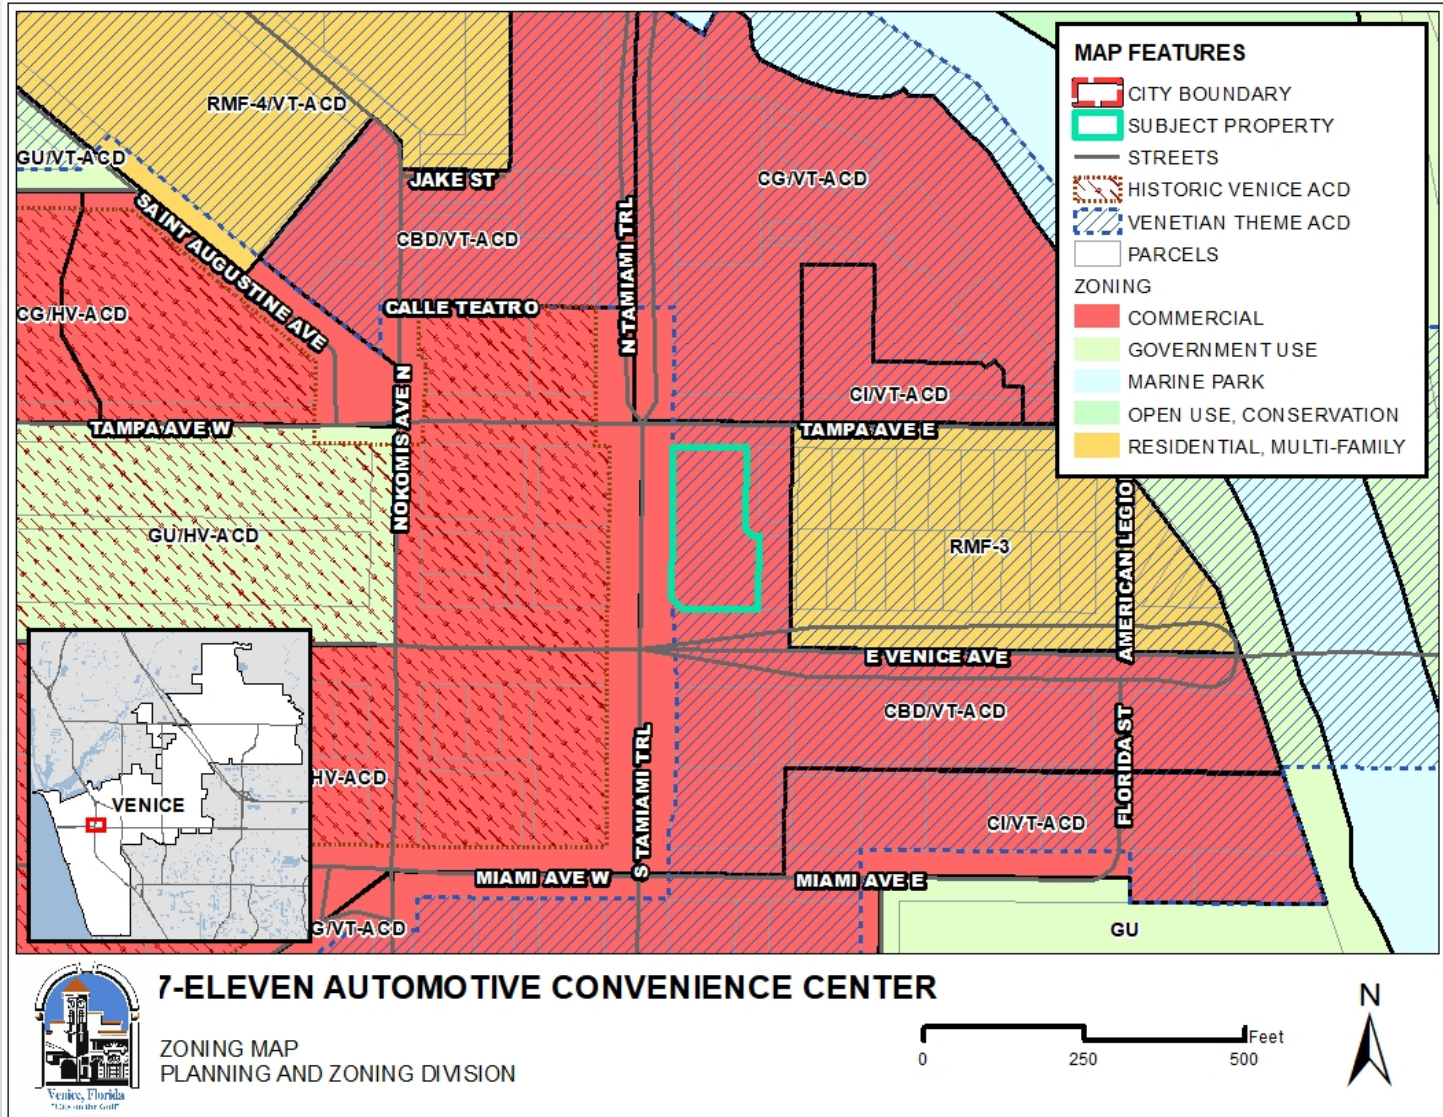 RMF-4/VT-ACD
GU/VT-ACD
JAKE ST
CG/VT-ACD
SAINT AUGUSTINE AVE
CBD/VT-ACD
N TAMIAMI TRL
CALLE TEATRO
CG/HV-ACD
NOKOMIS AVE N
CI/VT-ACD
TAMPA AVE W
TAMPA AVE E
GU/HV-ACD
RMF-3
AMERICAN LEGIO
E VENICE AVE
CBD/VT-ACD
HV-ACD
S TAMIAMI TRL
FLORIDA ST
CI/VT-ACD
MIAMI AVE W
MIAMI AVE E
G/VT-ACD
GU
VENICE
MAP FEATURES
CITY BOUNDARY
SUBJECT PROPERTY
STREETS
HISTORIC VENICE ACD
VENETIAN THEME ACD
PARCELS
ZONING
COMMERCIAL
GOVERNMENT USE
MARINE PARK
OPEN USE, CONSERVATION
RESIDENTIAL, MULTI-FAMILY
7-ELEVEN AUTOMOTIVE CONVENIENCE CENTER
ZONING MAP
PLANNING AND ZONING DIVISION
Venice, Florida
"City on the Gulf"
Feet
0 250 500
N